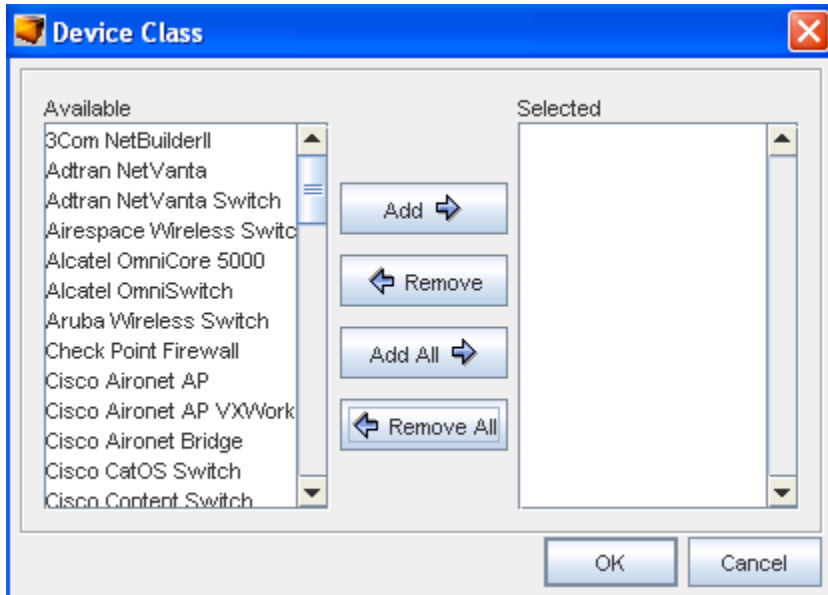 Device Class
Available
3Com NetBuilderII
Adtran NetVanta
Adtran NetVanta Switch
Airespace Wireless Switc
Alcatel OmniCore 5000
Alcatel OmniSwitch
Aruba Wireless Switch
Check Point Firewall
Cisco Aironet AP
Cisco Aironet AP VXWork
Cisco Aironet Bridge
Cisco CatOS Switch
Cisco Content Switch
Add
Remove
Add All
Remove All
Selected
OK
Cancel